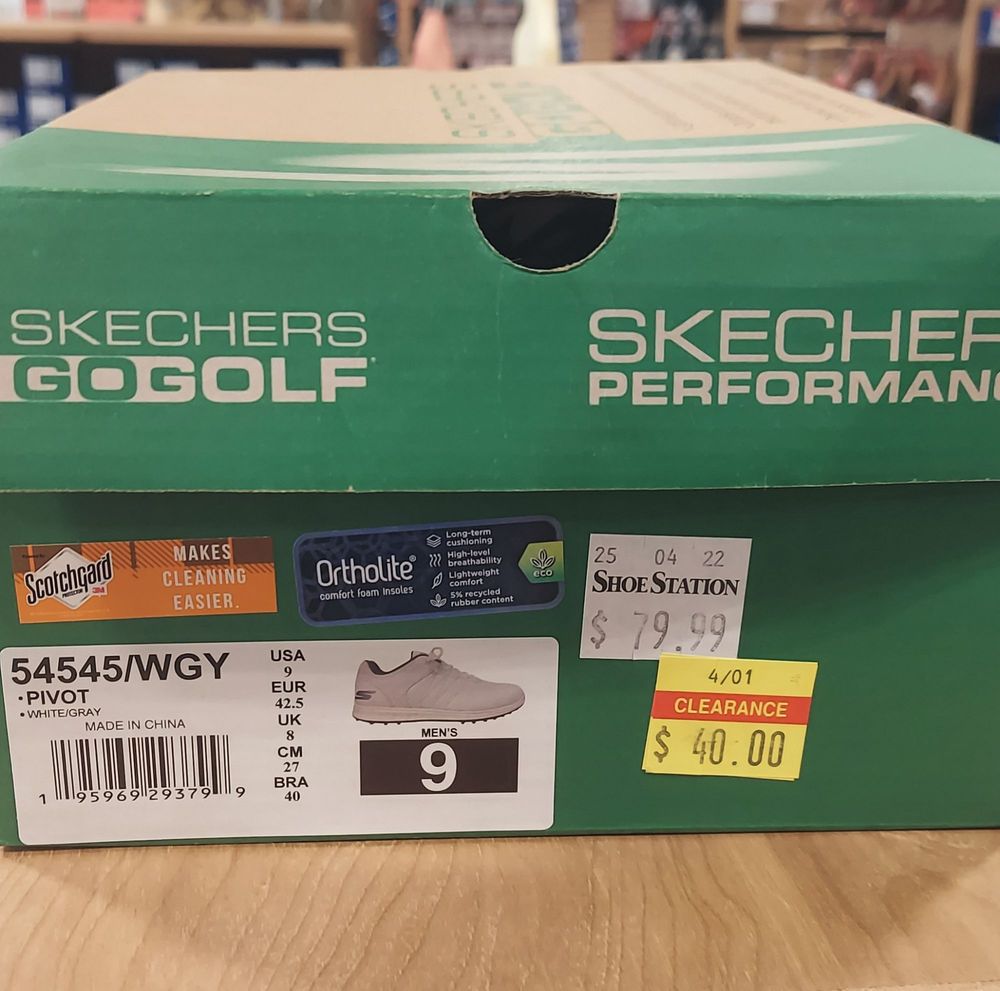 SKECHERS
GOGOLF
SKECHER
PERFORMAN
Scotchgard
PROTECTOR 3M
MAKES
CLEANING
EASIER.
Ortholite®
comfort foam insoles
Long-term
cushioning
High-level
breathability
Lightweight
comfort
5% recycled
rubber content
eco
25 04 22
SHOE STATION
$ 79.99
4/01
CLEARANCE
$ 40.00
54545/WGY
•PIVOT
•WHITE/GRAY
MADE IN CHINA
1 95969 29379 9
USA
9
EUR
42.5
UK
8
CM
27
BRA
40
MEN'S
9